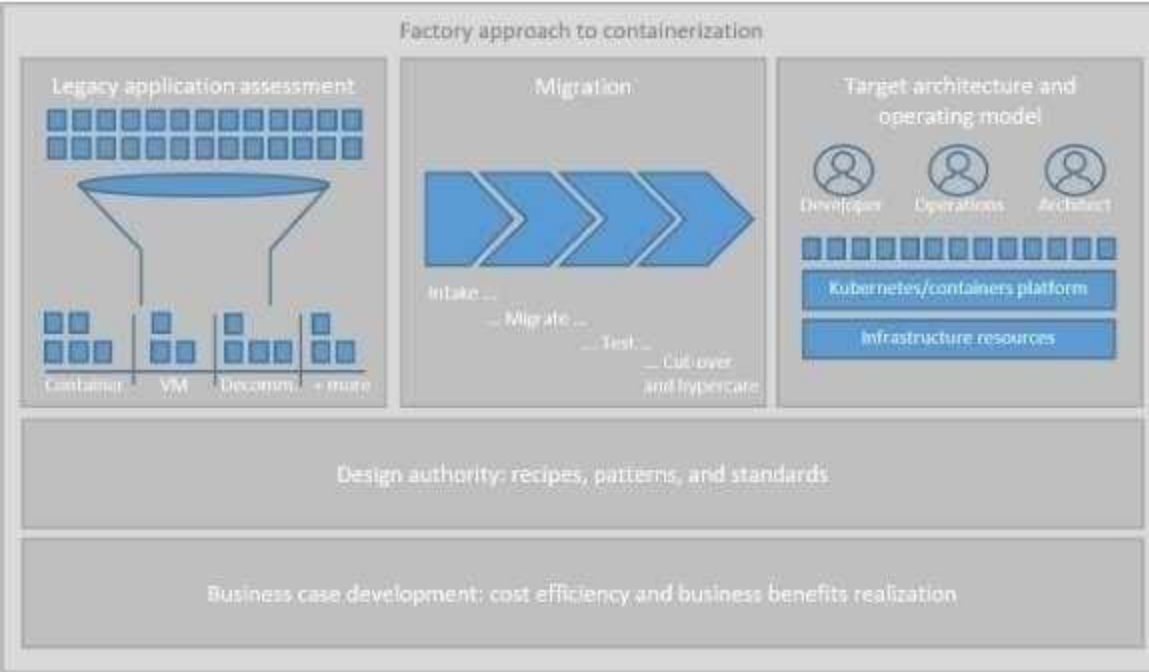 Factory approach to containerization
Legacy application assessment
Container
VM
Decomm.
+ more
Migration
Intake ...
... Migrate ...
... Test ...
... Cut-over
and hypercare
Target architecture and
operating model
Developer
Operations
Architect
Kubernetes/containers platform
Infrastructure resources
Design authority: recipes, patterns, and standards
Business case development: cost efficiency and business benefits realization